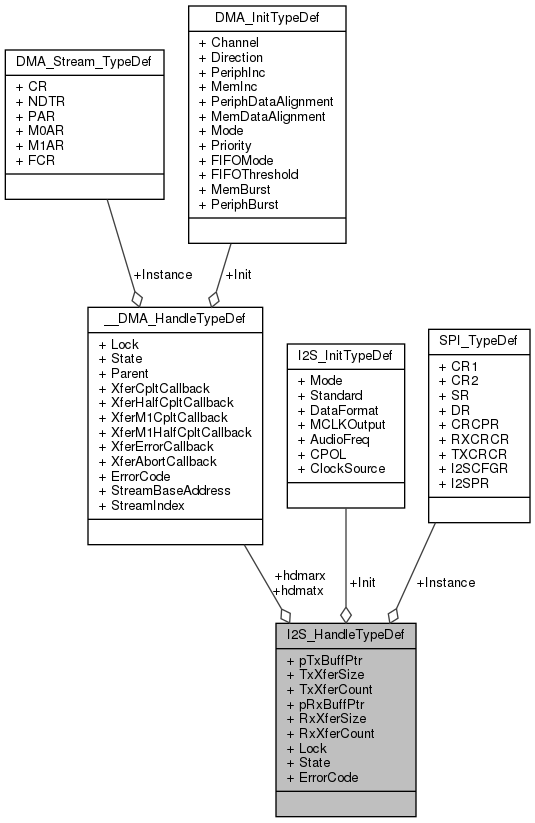 DMA_InitTypeDef
+ Channel
+ Direction
+ PeriphInc
+ MemInc
+ PeriphDataAlignment
+ MemDataAlignment
+ Mode
+ Priority
+ FIFOMode
+ FIFOThreshold
+ MemBurst
+ PeriphBurst
DMA_Stream_TypeDef
+ CR
+ NDTR
+ PAR
+ M0AR
+ M1AR
+ FCR
+Instance
+Init
__DMA_HandleTypeDef
+ Lock
+ State
+ Parent
+ XferCpltCallback
+ XferHalfCpltCallback
+ XferM1CpltCallback
+ XferM1HalfCpltCallback
+ XferErrorCallback
+ XferAbortCallback
+ ErrorCode
+ StreamBaseAddress
+ StreamIndex
I2S_InitTypeDef
+ Mode
+ Standard
+ DataFormat
+ MCLKOutput
+ AudioFreq
+ CPOL
+ ClockSource
SPI_TypeDef
+ CR1
+ CR2
+ SR
+ DR
+ CRCPR
+ RXCRCR
+ TXCRCR
+ I2SCFGR
+ I2SPR
+hdmarx
+hdmatx
+Init
+Instance
I2S_HandleTypeDef
+ pTxBuffPtr
+ TxXferSize
+ TxXferCount
+ pRxBuffPtr
+ RxXferSize
+ RxXferCount
+ Lock
+ State
+ ErrorCode